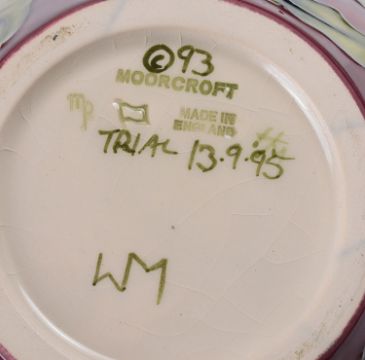 ©93
MOORCROFT
MADE IN
ENGLAND
TRIAL 13.9.95
WM